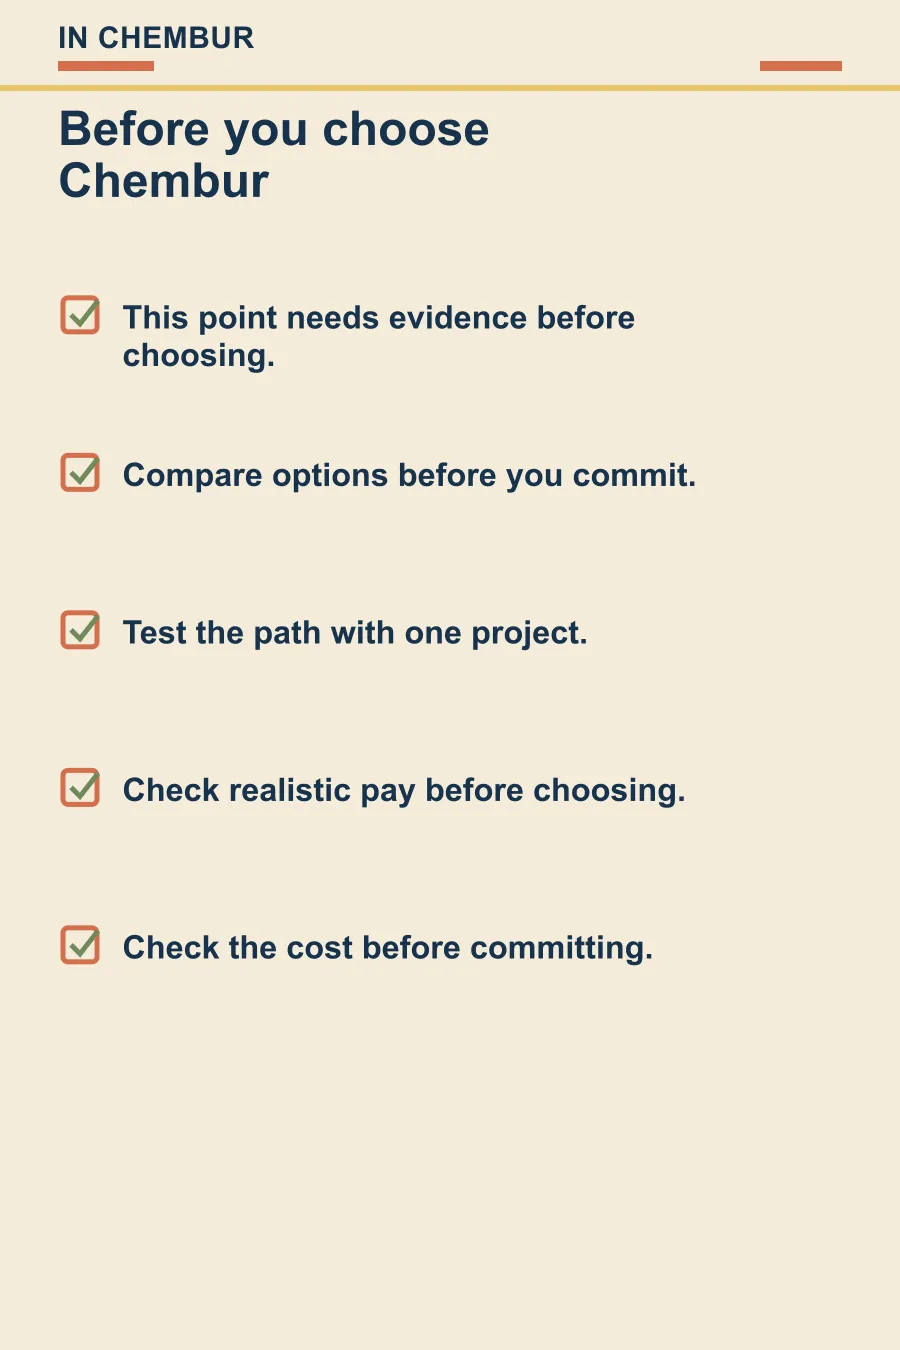 IN CHEMBUR
Before you choose
Chembur
This point needs evidence before
choosing.
Compare options before you commit.
Test the path with one project.
Check realistic pay before choosing.
Check the cost before committing.